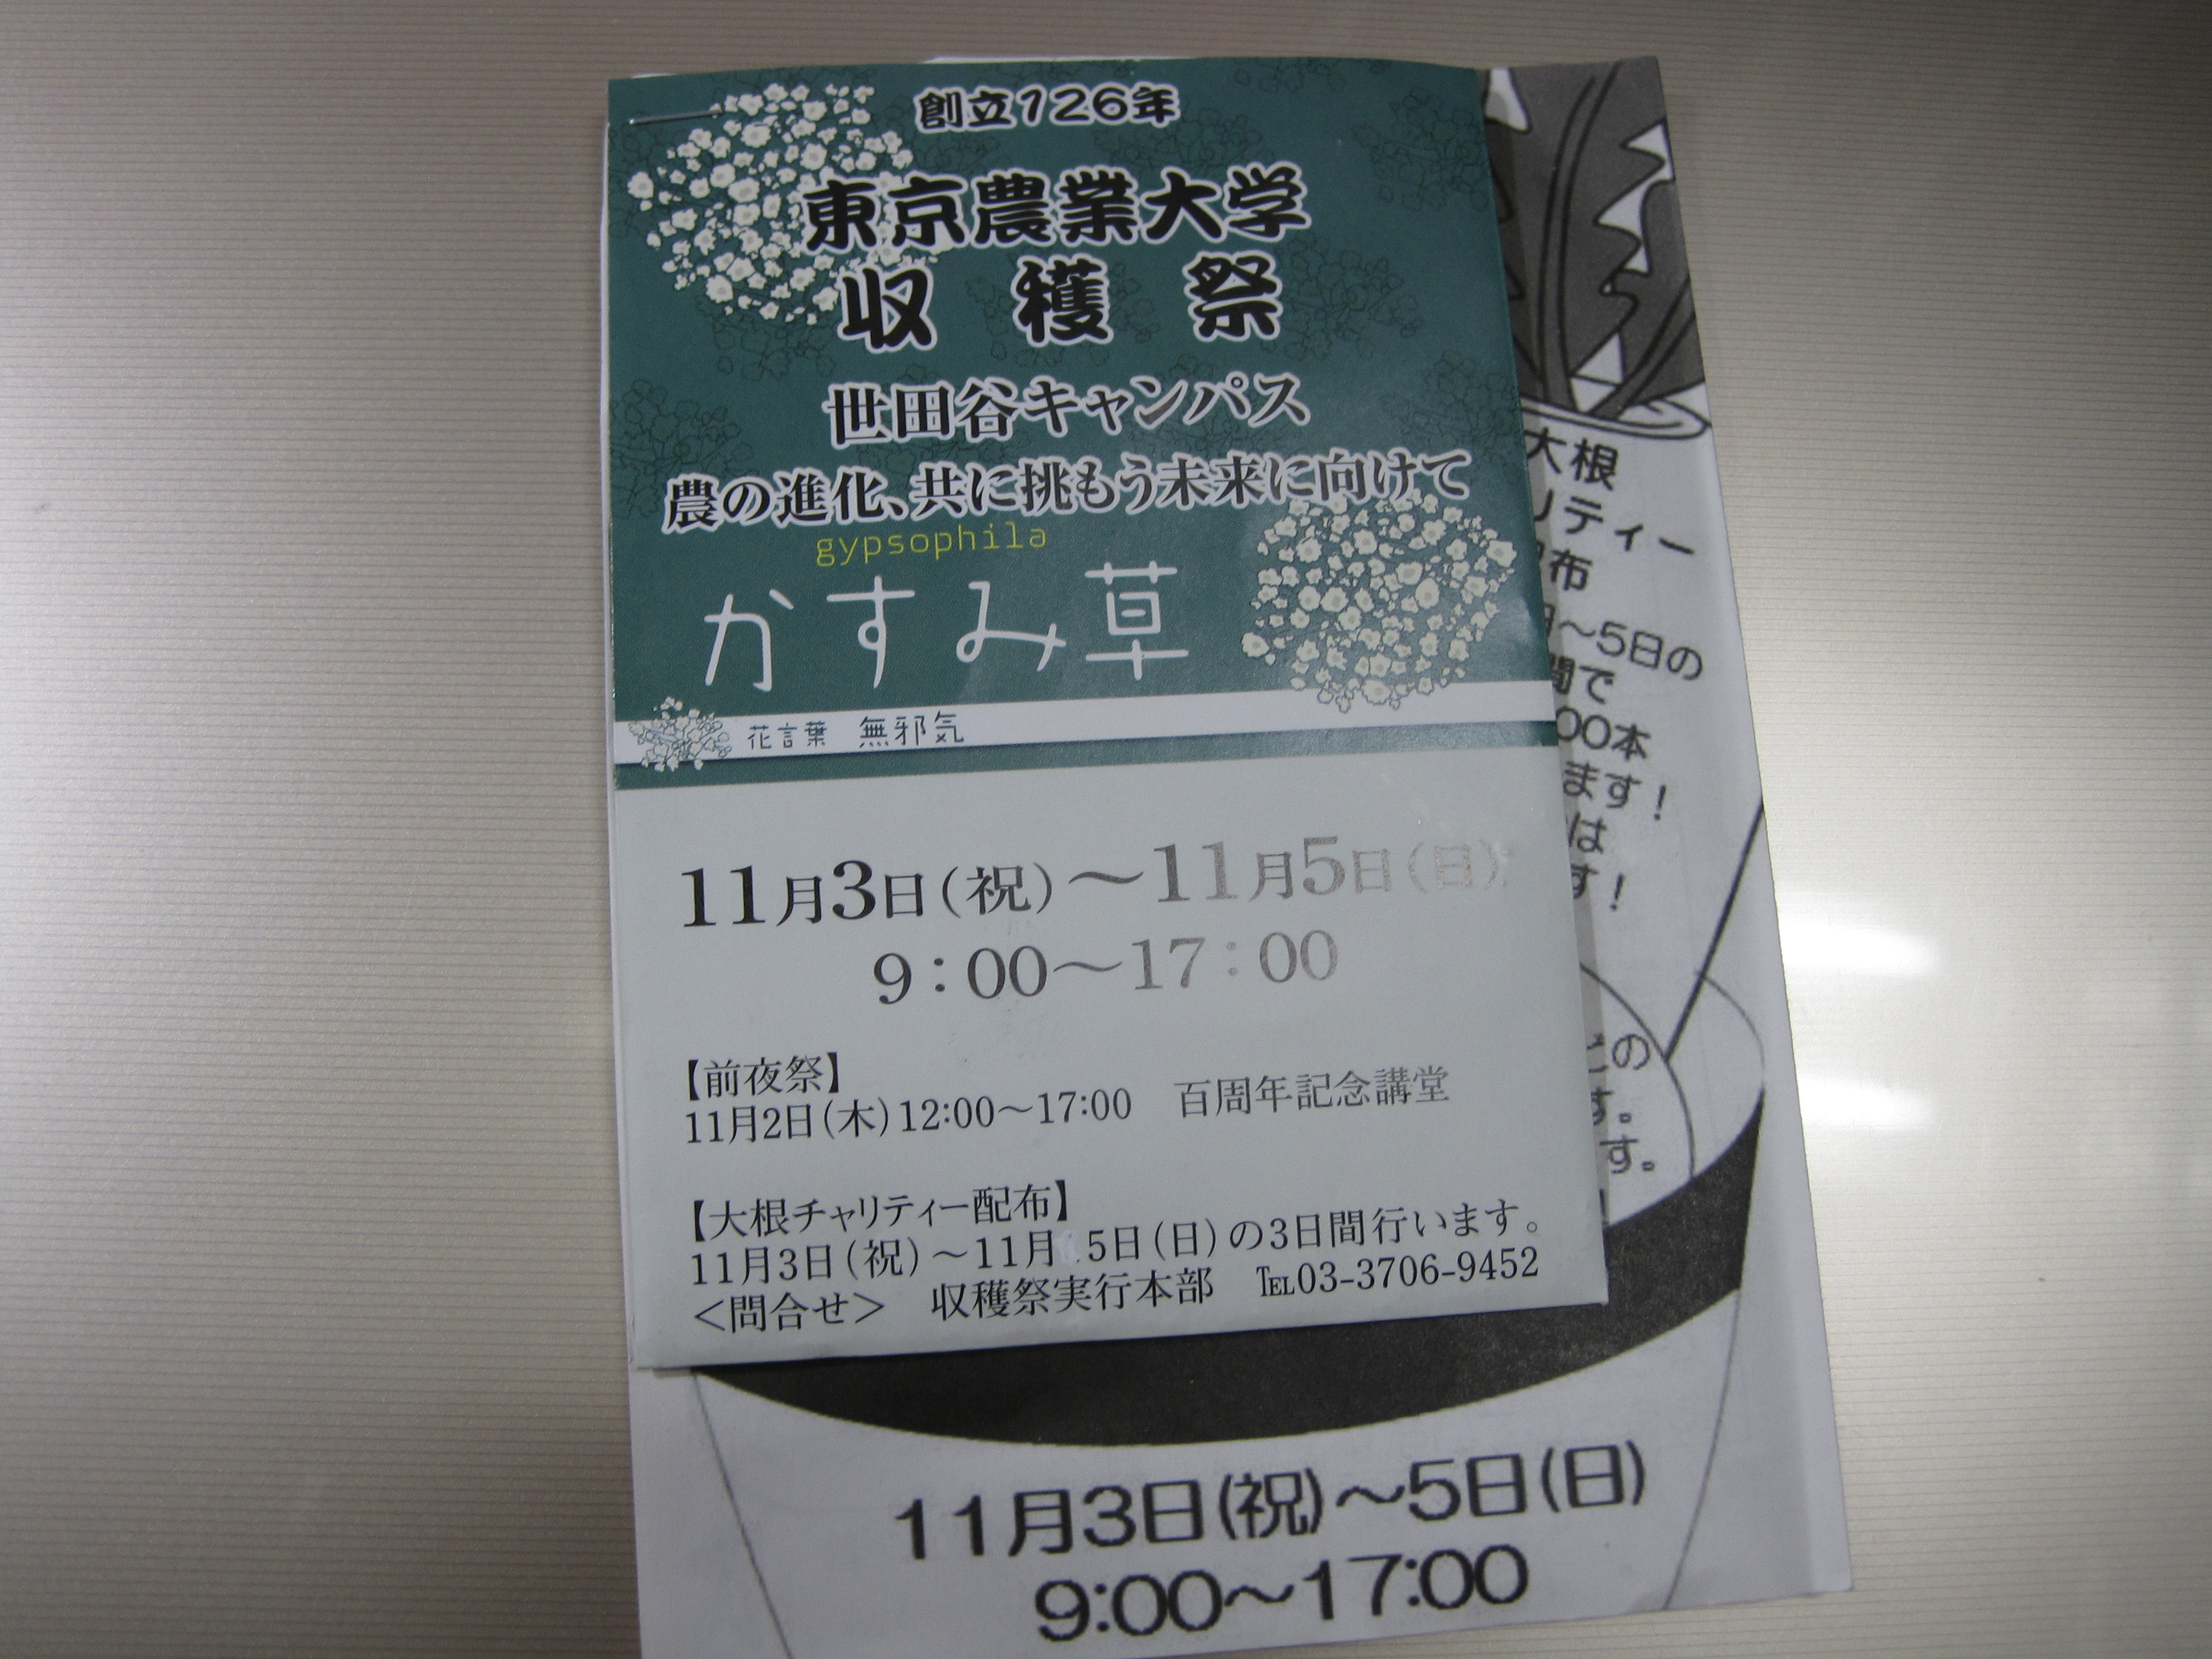 創立126年
東京農業大学
収穫祭
世田谷キャンパス
農の進化、共に挑もう未来に向けて
gypsophila
かすみ草
花言葉 無邪気
11月3日(祝)～11月5日(日)
9:00～17:00
【前夜祭】
11月2日(木)12:00～17:00 百周年記念講堂
【大根チャリティー配布】
11月3日(祝)～11月5日(日)の3日間行います。
＜問合せ＞ 収穫祭実行本部 ℡03-3706-9452
大根
リティー
布
～5日の
間で
00本
ます！
は
す！
の
す。
す。
11月3日(祝)～5日(日)
9:00～17:00